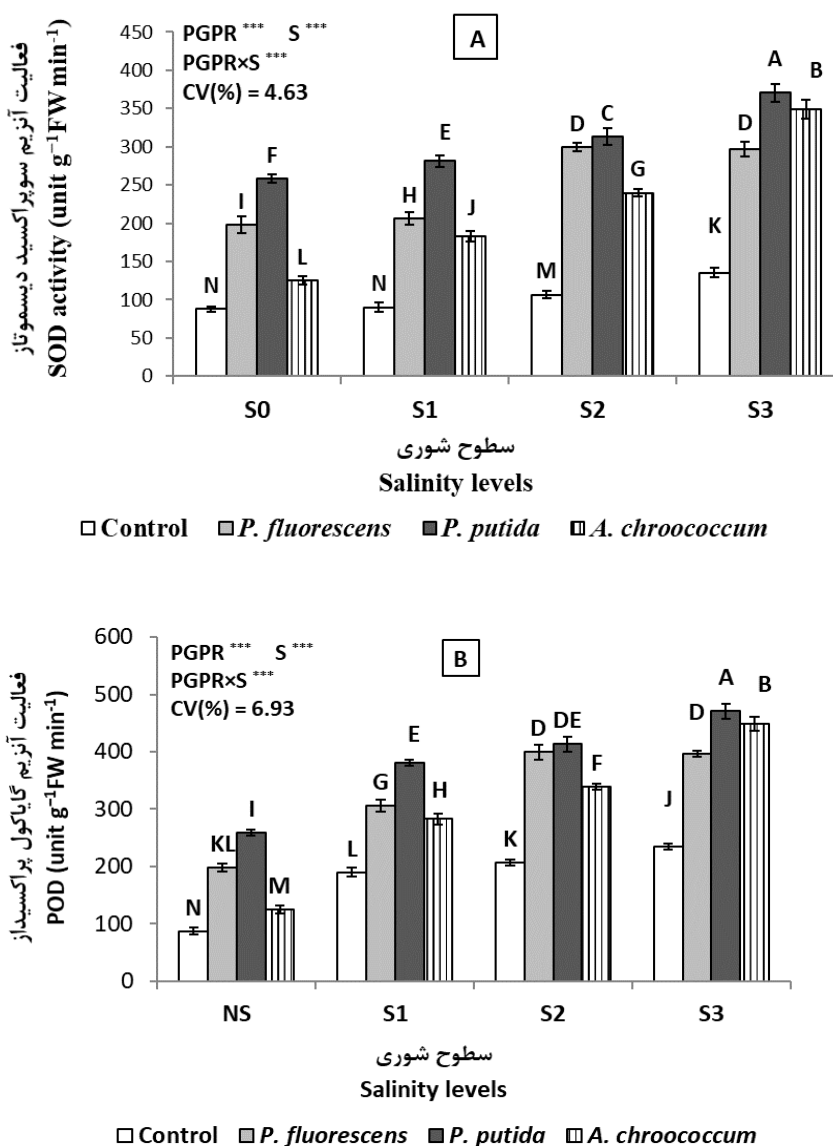 فعالیت آنزیم سوپراکسید دیسموتاز
SOD activity (unit g⁻¹FW min⁻¹)
PGPR *** S ***
PGPR×S ***
CV(%) = 4.63
A
450
400
350
300
250
200
150
100
50
0
N I F L
N H E J
M D C G
K D A B
S0 S1 S2 S3
سطوح شوری
Salinity levels
Control P. fluorescens P. putida A. chroococcum
فعالیت آنزیم گایاکول پراکسیداز
POD (unit g⁻¹FW min⁻¹)
PGPR *** S ***
PGPR×S ***
CV(%) = 6.93
B
600
500
400
300
200
100
0
N KL I M
L G E H
K D DE F
J D A B
NS S1 S2 S3
سطوح شوری
Salinity levels
Control P. fluorescens P. putida A. chroococcum